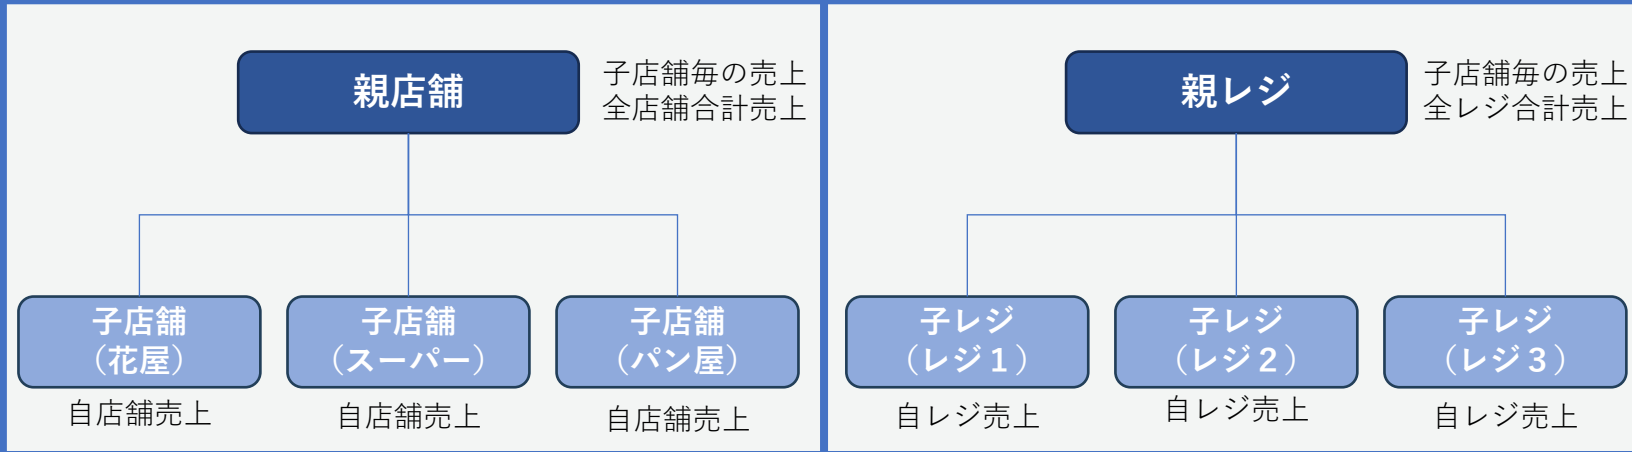 親店舗
子店舗毎の売上
全店舗合計売上
子店舗
（花屋）
自店舗売上
子店舗
（スーパー）
自店舗売上
子店舗
（パン屋）
自店舗売上
親レジ
子店舗毎の売上
全レジ合計売上
子レジ
（レジ１）
自レジ売上
子レジ
（レジ２）
自レジ売上
子レジ
（レジ３）
自レジ売上